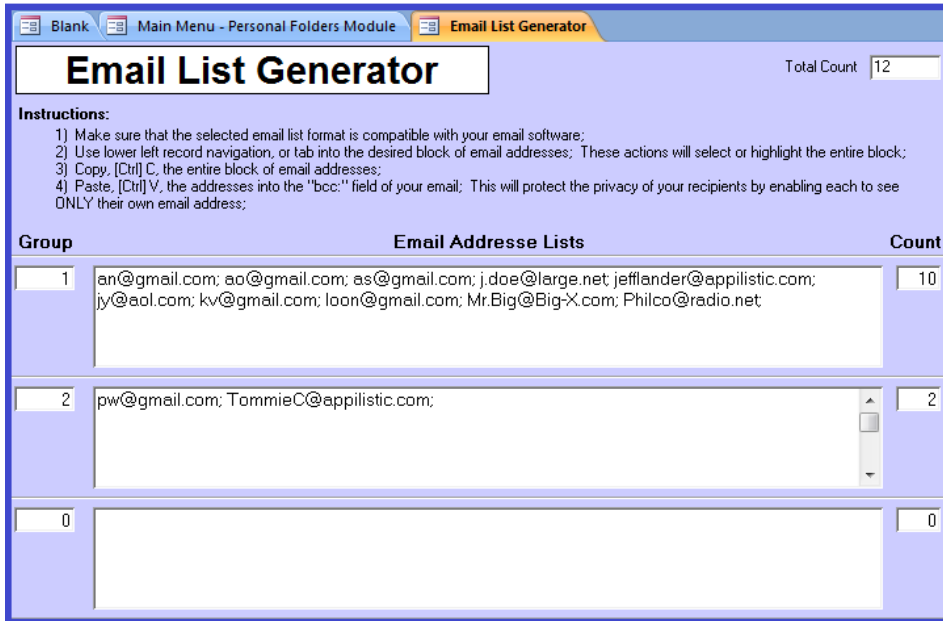 Blank Main Menu - Personal Folders Module Email List Generator
Email List Generator
Total Count 12
Instructions:
1) Make sure that the selected email list format is compatible with your email software;
2) Use lower left record navigation, or tab into the desired block of email addresses; These actions will select or highlight the entire block;
3) Copy, [Ctrl] C, the entire block of email addresses;
4) Paste, [Ctrl] V, the addresses into the "bcc:" field of your email; This will protect the privacy of your recipients by enabling each to see
ONLY their own email address;
Group Email Addresse Lists Count
1 an@gmail.com; ao@gmail.com; as@gmail.com; j.doe@large.net; jefflander@appilistic.com; 10
jy@aol.com; kv@gmail.com; loon@gmail.com; Mr.Big@Big-X.com; Philco@radio.net;
2 pw@gmail.com; TommieC@appilistic.com; 2
0 0